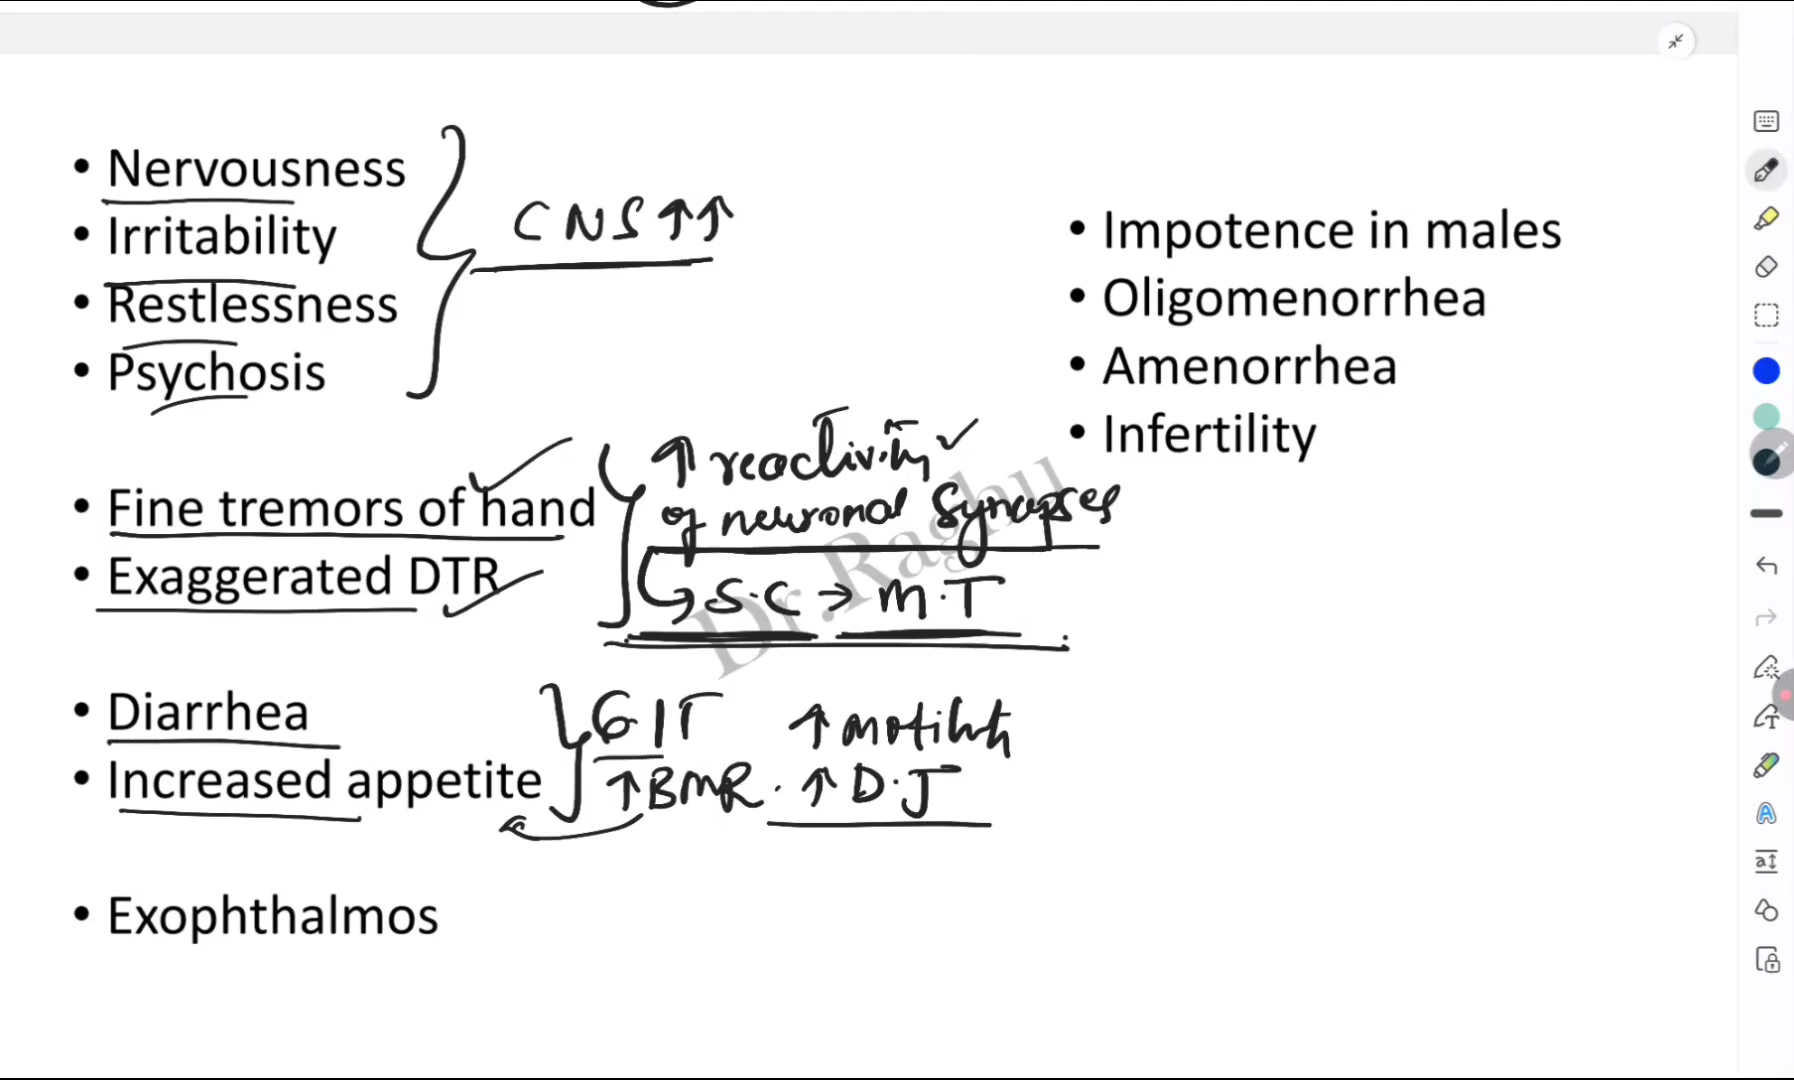 • Nervousness
• Irritability
• Restlessness
• Psychosis
CNS ↑↑
• Fine tremors of hand
• Exaggerated DTR
↑ reactivity ✓
of neuronal Synapses
↳ S.C → M.T
• Diarrhea
• Increased appetite
GIT ↑ motility
↑ BMR. ↑ D.J
• Exophthalmos
• Impotence in males
• Oligomenorrhea
• Amenorrhea
• Infertility
Dr.Raghu